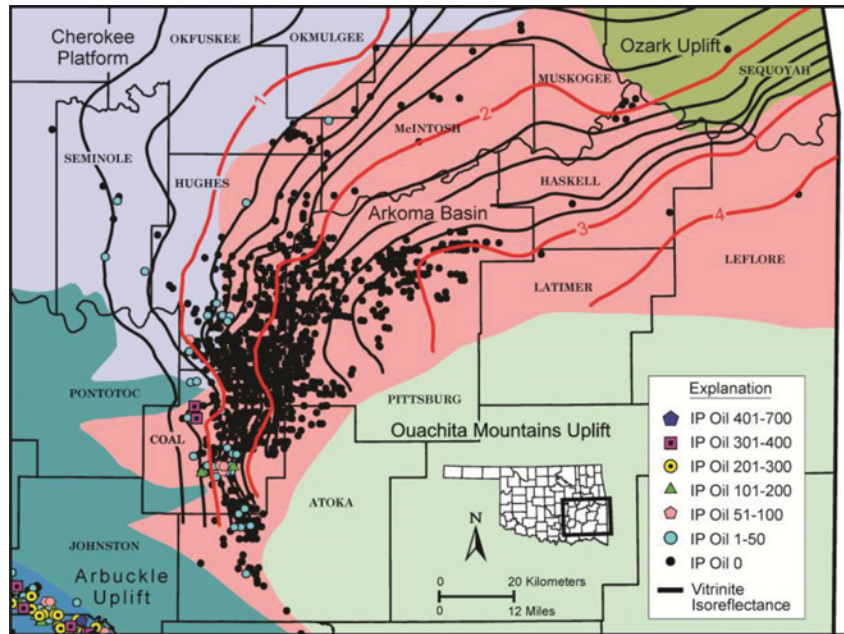 Cherokee
Platform
OKFUSKEE
OKMULGEE
Ozark Uplift
SEQUOYAH
MUSKOGEE
1
2
McINTOSH
SEMINOLE
HUGHES
HASKELL
Arkoma Basin
3
4
LEFLORE
LATIMER
PONTOTOC
PITTSBURG
COAL
Ouachita Mountains Uplift
ATOKA
JOHNSTON
Arbuckle
Uplift
N
0 20 Kilometers
0 12 Miles
Explanation
IP Oil 401-700
IP Oil 301-400
IP Oil 201-300
IP Oil 101-200
IP Oil 51-100
IP Oil 1-50
IP Oil 0
Vitrinite
Isoreflectance